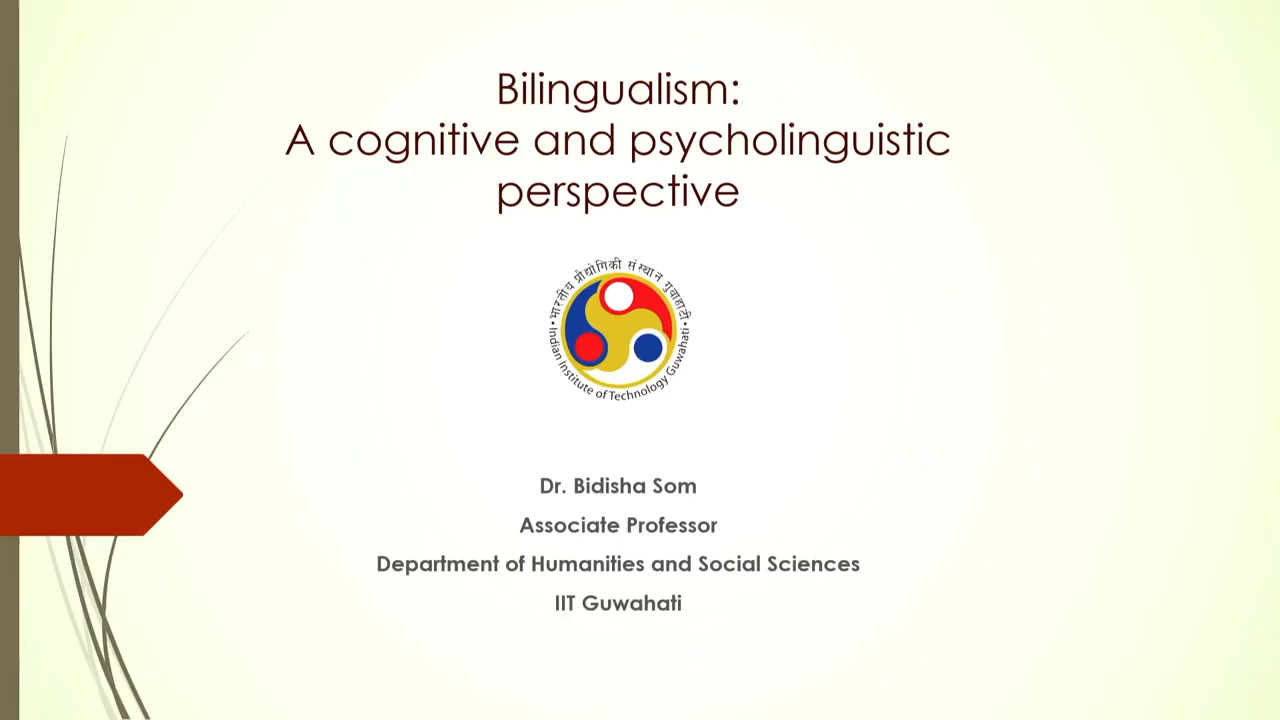 Bilingualism:
A cognitive and psycholinguistic
perspective
भारतीय प्रौद्योगिकी संस्थान गुवाहाटी
Indian Institute of Technology Guwahati
Dr. Bidisha Som
Associate Professor
Department of Humanities and Social Sciences
IIT Guwahati